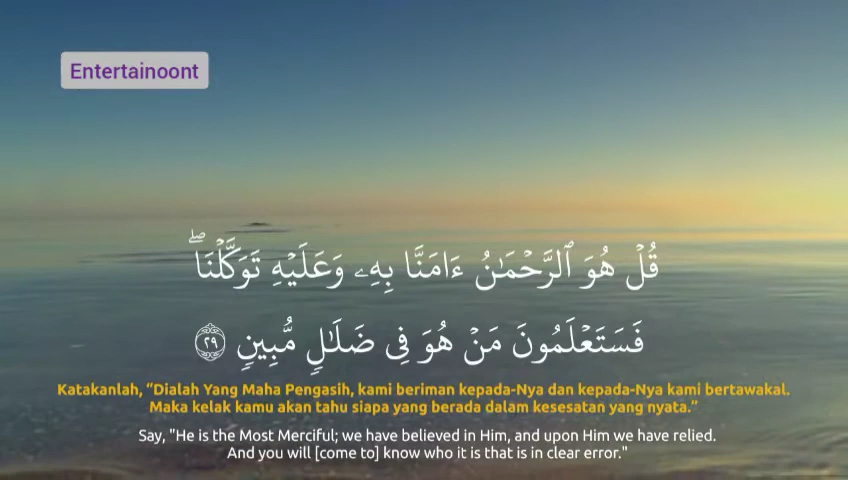 Entertainoont
قُلۡ هُوَ ٱلرَّحۡمَـٰنُ ءَامَنَّا بِهِۦ وَعَلَيۡهِ تَوَكَّلۡنَاۖ
فَسَتَعۡلَمُونَ مَنۡ هُوَ فِى ضَلَـٰلٍ مُّبِينٍ ٢٩
Katakanlah, “Dialah Yang Maha Pengasih, kami beriman kepada-Nya dan kepada-Nya kami bertawakal.
Maka kelak kamu akan tahu siapa yang berada dalam kesesatan yang nyata.”
Say, "He is the Most Merciful; we have believed in Him, and upon Him we have relied.
And you will [come to] know who it is that is in clear error."